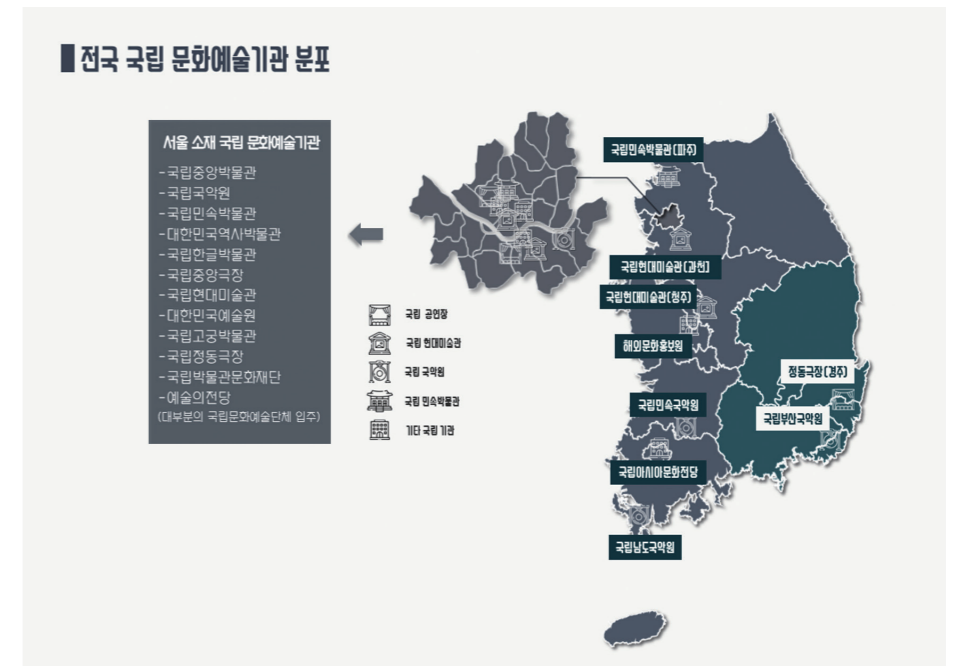 전국 국립 문화예술기관 분포
서울 소재 국립 문화예술기관
-국립중앙박물관
-국립국악원
-국립민속박물관
-대한민국역사박물관
-국립한글박물관
-국립중앙극장
-국립현대미술관
-대한민국예술원
-국립고궁박물관
-국립정동극장
-국립박물관문화재단
-예술의전당
(대부분의 국립문화예술단체 입주)
국립 공연장
국립 현대미술관
국립 국악원
국립 민속박물관
기타 국립 기관
국립민속박물관(파주)
국립현대미술관(과천)
국립현대미술관(청주)
해외문화홍보원
정동극장(경주)
국립민속국악원
국립부산국악원
국립아시아문화전당
국립남도국악원